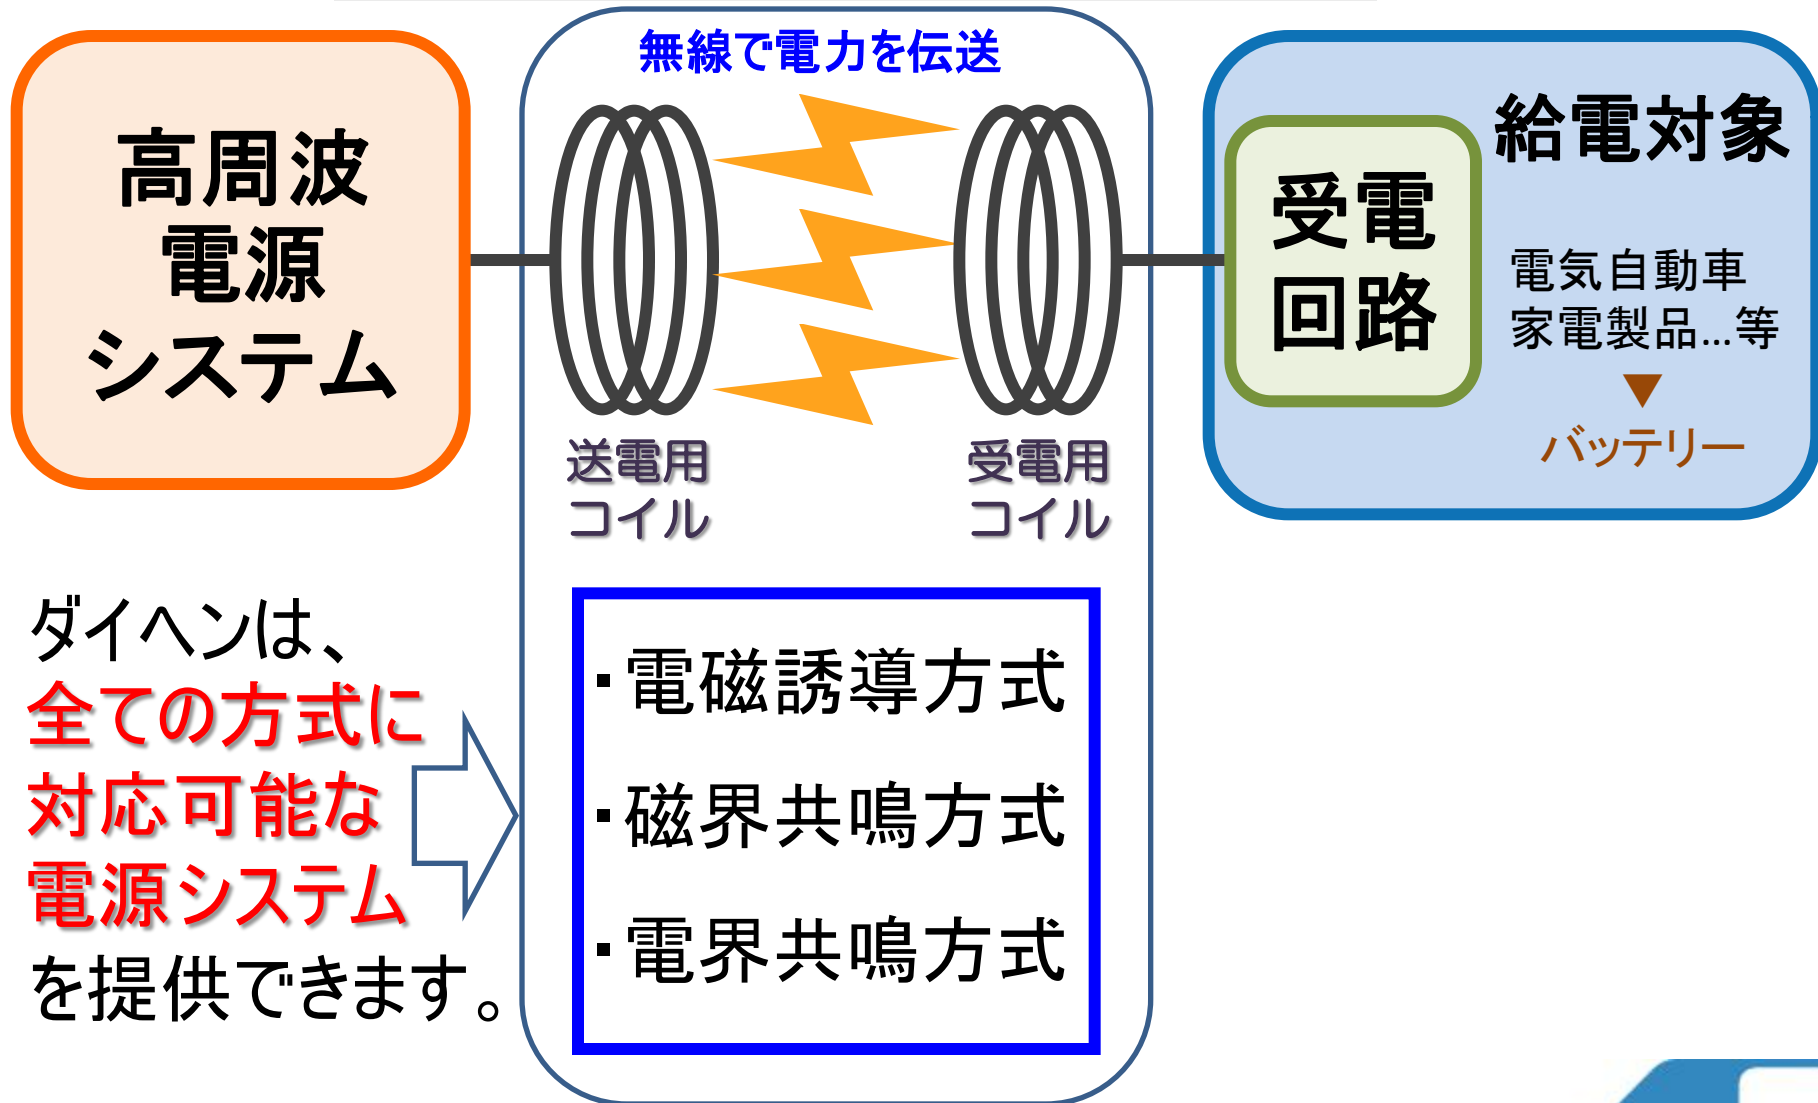 無線で電力を伝送
高周波
電源
システム
送電用
コイル
受電用
コイル
受電
回路
給電対象
電気自動車
家電製品…等
▼
バッテリー
ダイヘンは、
全ての方式に
対応可能な
電源システム
を提供できます。
・電磁誘導方式
・磁界共鳴方式
・電界共鳴方式